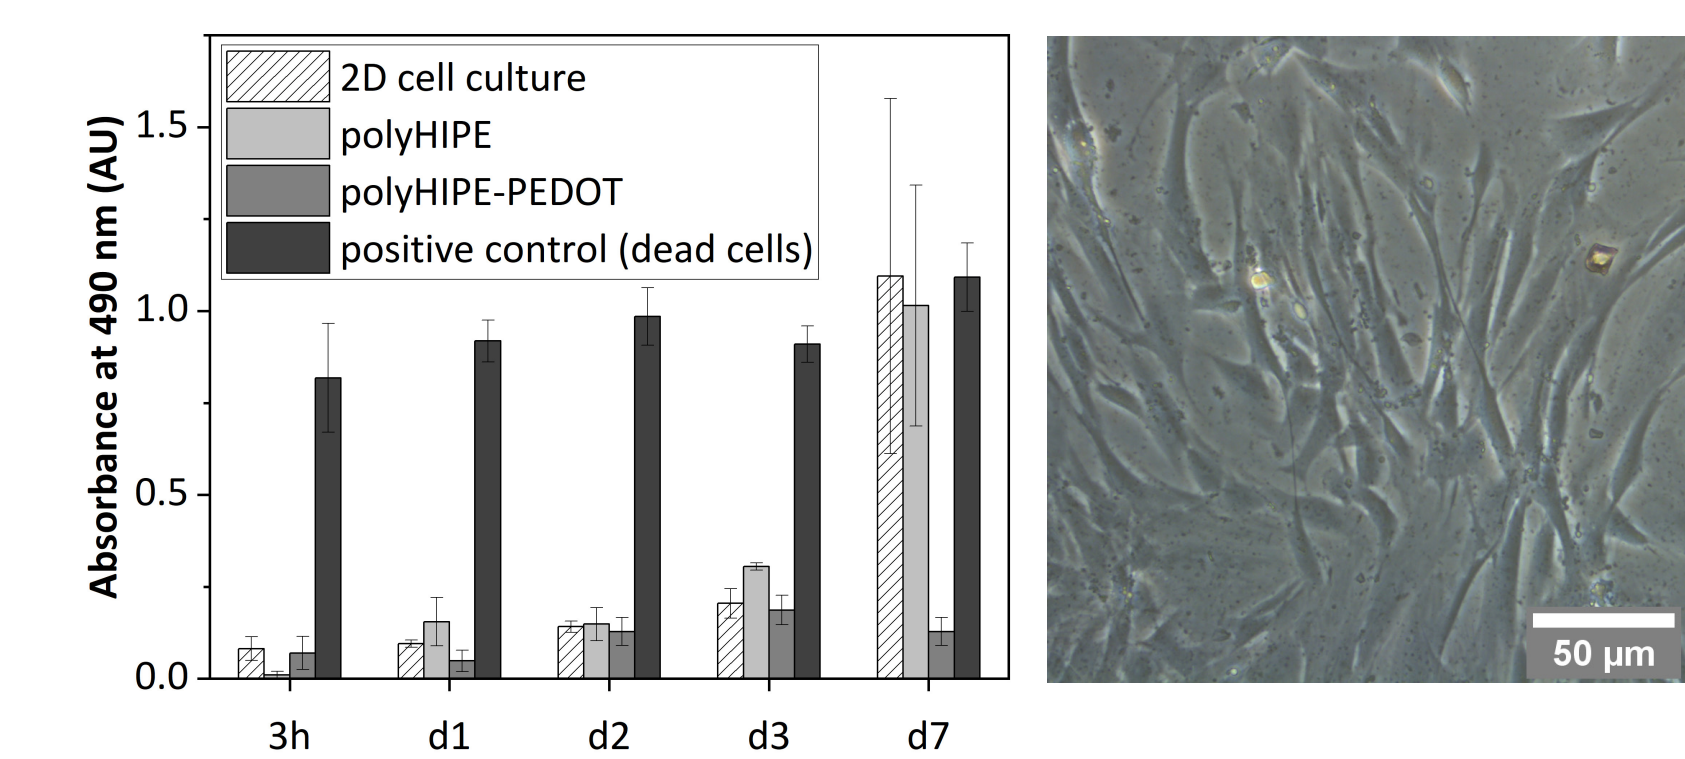 2D cell culture
polyHIPE
polyHIPE-PEDOT
positive control (dead cells)
Absorbance at 490 nm (AU)
1.5
1.0
0.5
0.0
3h d1 d2 d3 d7
50 µm